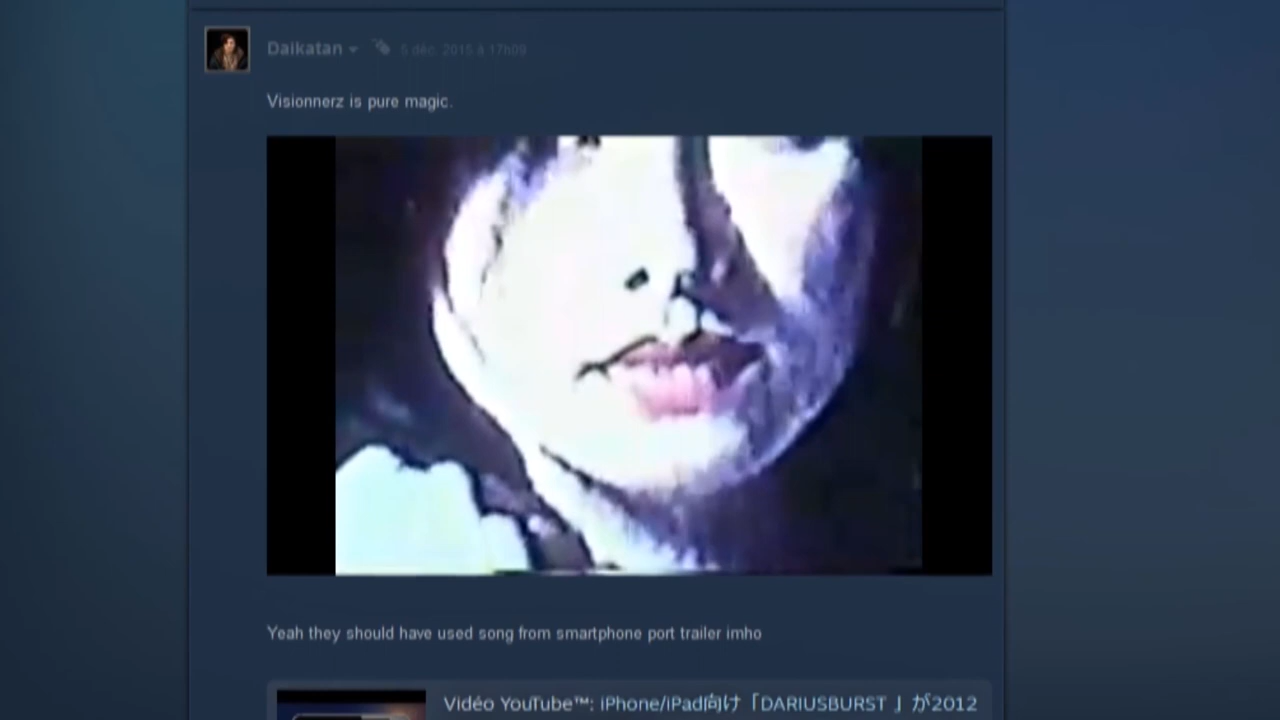 Daikatan
5 déc. 2015 à 17h09
Visionnerz is pure magic.
Yeah they should have used song from smartphone port trailer imho
Vidéo YouTube™: iPhone/iPad向け「DARIUSBURST 」が2012